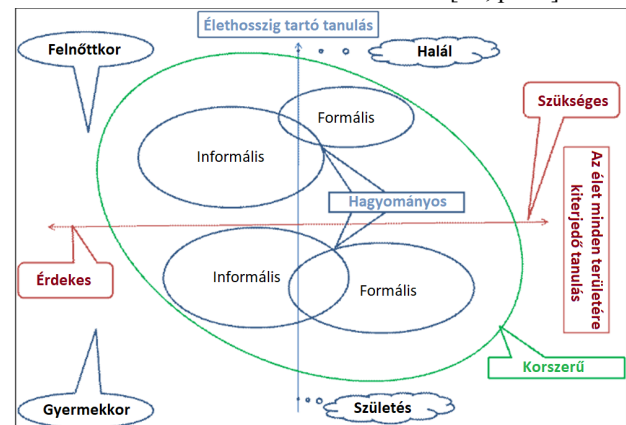 Élethosszig tartó tanulás
Felnőttkor
Halál
Szükséges
Formális
Informális
Az élet minden területére
kiterjedő tanulás
Hagyományos
Érdekes
Informális
Formális
Korszerű
Gyermekkor
Születés